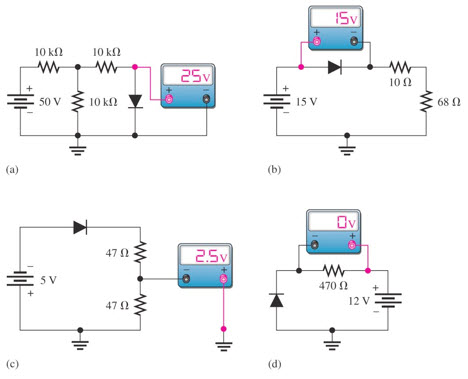 10 kΩ 10 kΩ
25V
+ −
+
50 V
−
10 kΩ
(a)
15V
+ −
10 Ω
+
15 V
−
68 Ω
(b)
47 Ω
2.5V
− +
−
5 V
+
47 Ω
(c)
0V
− +
470 Ω
+
12 V
−
(d)